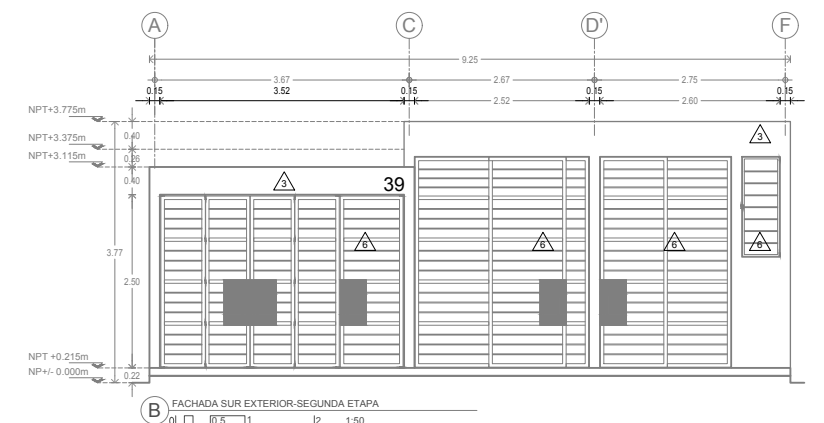 A C D' F
9.25
3.67 2.67 2.75
0.15 3.52 0.15 2.52 0.15 2.60 0.15
NPT+3.775m
NPT+3.375m
NPT+3.115m
0.40
0.26
0.40
3.77
2.50
0.22
3
39
3
6 6 6 6
NPT +0.215m
NP+/- 0.000m
B FACHADA SUR EXTERIOR-SEGUNDA ETAPA
0 0.5 1 2 1:50